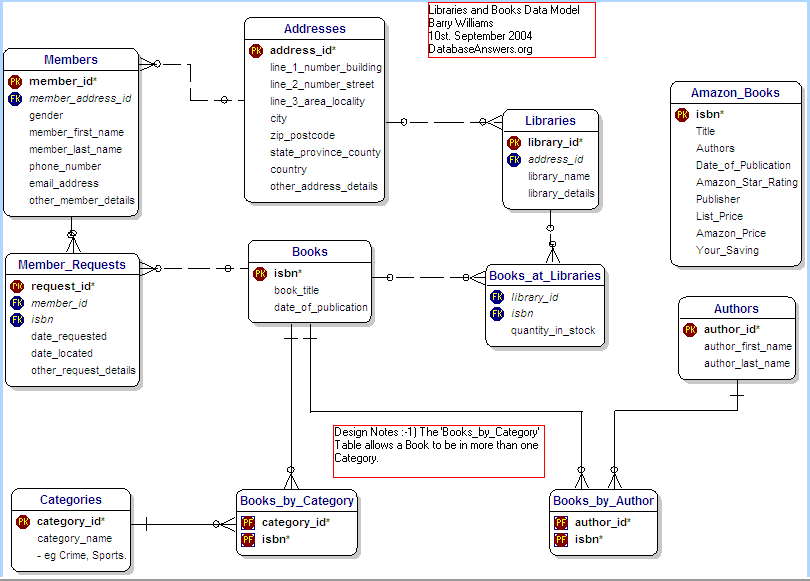 Libraries and Books Data Model
Barry Williams
10st. September 2004
DatabaseAnswers.org
Members
PK member_id*
FK member_address_id
gender
member_first_name
member_last_name
phone_number
email_address
other_member_details
Addresses
PK address_id*
line_1_number_building
line_2_number_street
line_3_area_locality
city
zip_postcode
state_province_county
country
other_address_details
Libraries
PK library_id*
FK address_id
library_name
library_details
Amazon_Books
PK isbn*
Title
Authors
Date_of_Publication
Amazon_Star_Rating
Publisher
List_Price
Amazon_Price
Your_Saving
Member_Requests
PK request_id*
FK member_id
FK isbn
date_requested
date_located
other_request_details
Books
PK isbn*
book_title
date_of_publication
Books_at_Libraries
FK library_id
FK isbn
quantity_in_stock
Authors
PK author_id*
author_first_name
author_last_name
Design Notes :-1) The 'Books_by_Category'
Table allows a Book to be in more than one
Category.
Categories
PK category_id*
category_name
- eg Crime, Sports.
Books_by_Category
PF category_id*
PF isbn*
Books_by_Author
PF author_id*
PF isbn*